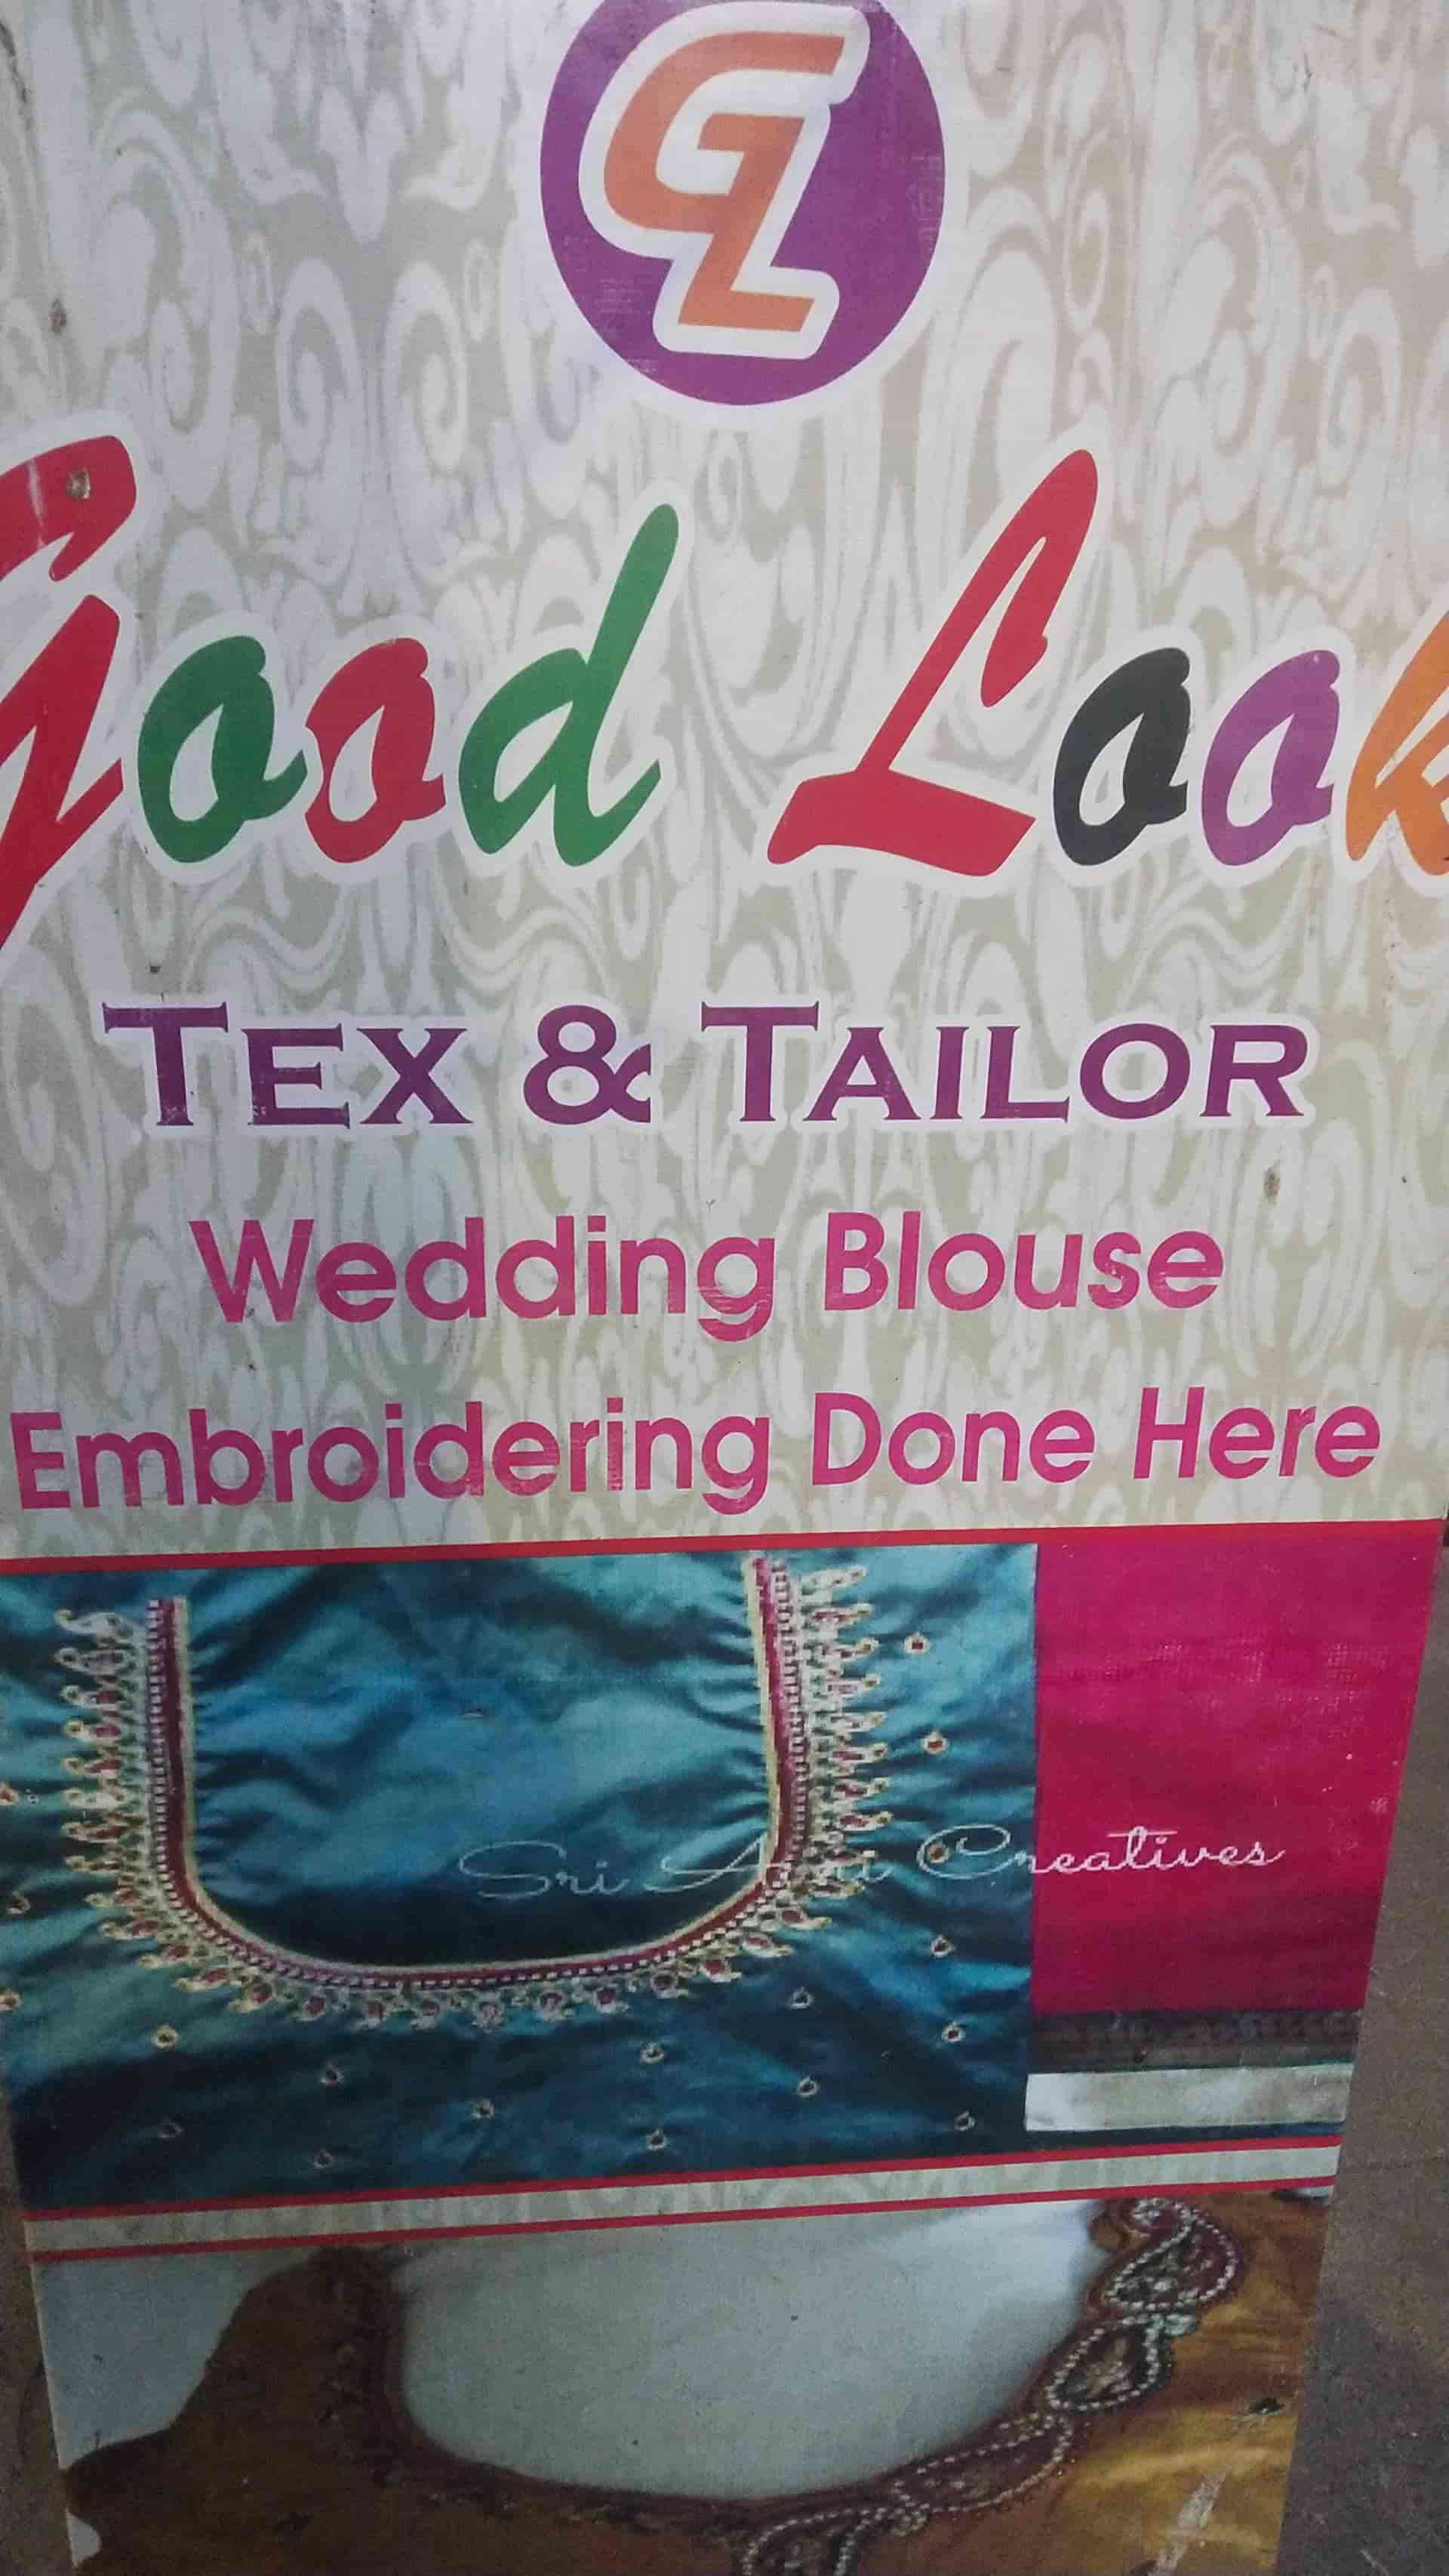 GL
Good Look
TEX & TAILOR
Wedding Blouse
Embroidering Done Here
Sri Creatives